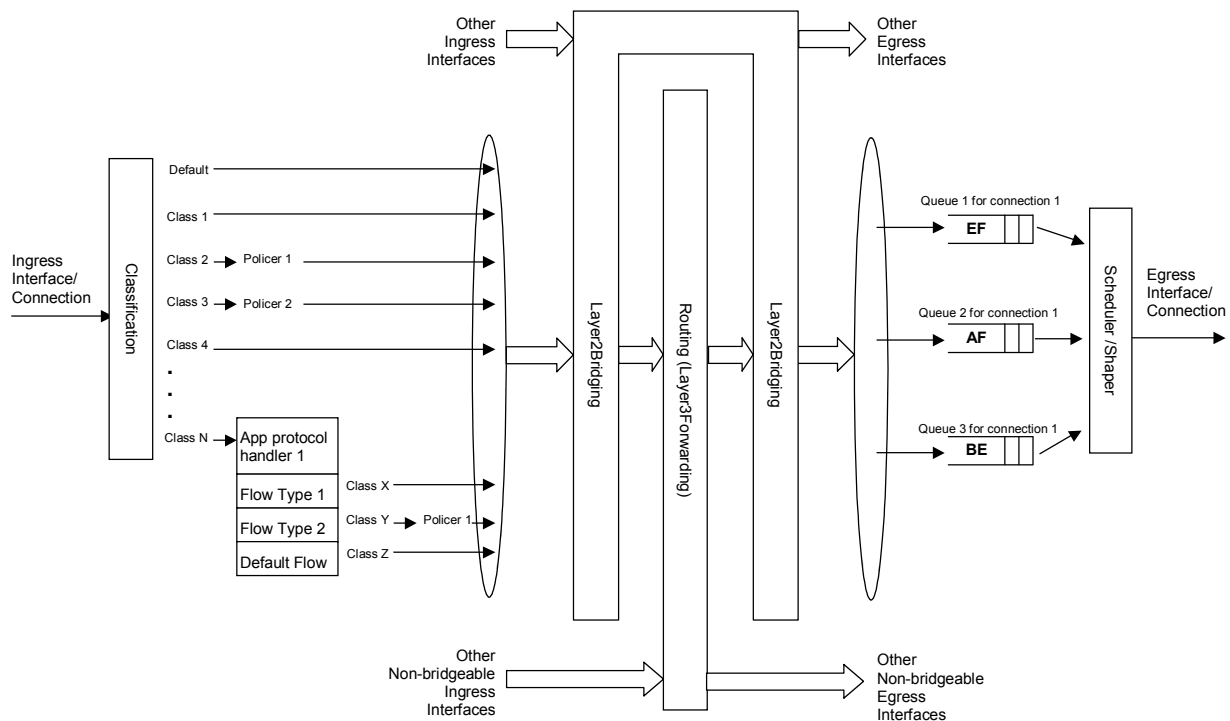 Other
Ingress
Interfaces
Other
Egress
Interfaces
Ingress
Interface/
Connection
Classification
Default
Class 1
Class 2
Policer 1
Class 3
Policer 2
Class 4
Class N
App protocol
handler 1
Flow Type 1
Class X
Flow Type 2
Class Y
Policer 1
Default Flow
Class Z
Layer2Bridging
Routing (Layer3Forwarding)
Layer2Bridging
Queue 1 for connection 1
EF
Queue 2 for connection 1
AF
Queue 3 for connection 1
BE
Scheduler /Shaper
Egress
Interface/
Connection
Other
Non-bridgeable
Ingress
Interfaces
Other
Non-bridgeable
Egress
Interfaces